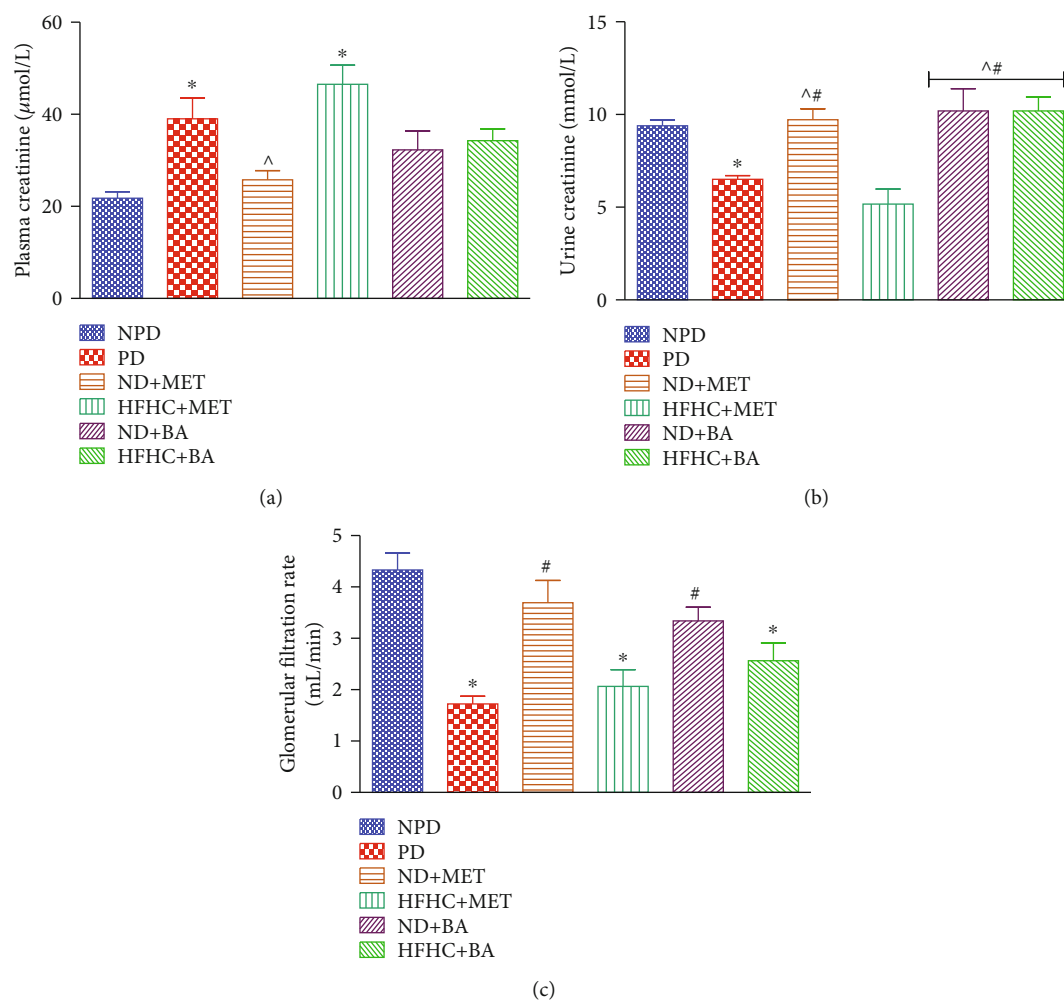 60
40
20
0
Plasma creatinine (μmol/L)
*
^
*
NPD
PD
ND+MET
HFHC+MET
ND+BA
HFHC+BA
(a)
15
10
5
0
Urine creatinine (mmol/L)
*
^#
^#
NPD
PD
ND+MET
HFHC+MET
ND+BA
HFHC+BA
(b)
5
4
3
2
1
0
Glomerular filtration rate
(mL/min)
*
#
*
#
*
NPD
PD
ND+MET
HFHC+MET
ND+BA
HFHC+BA
(c)